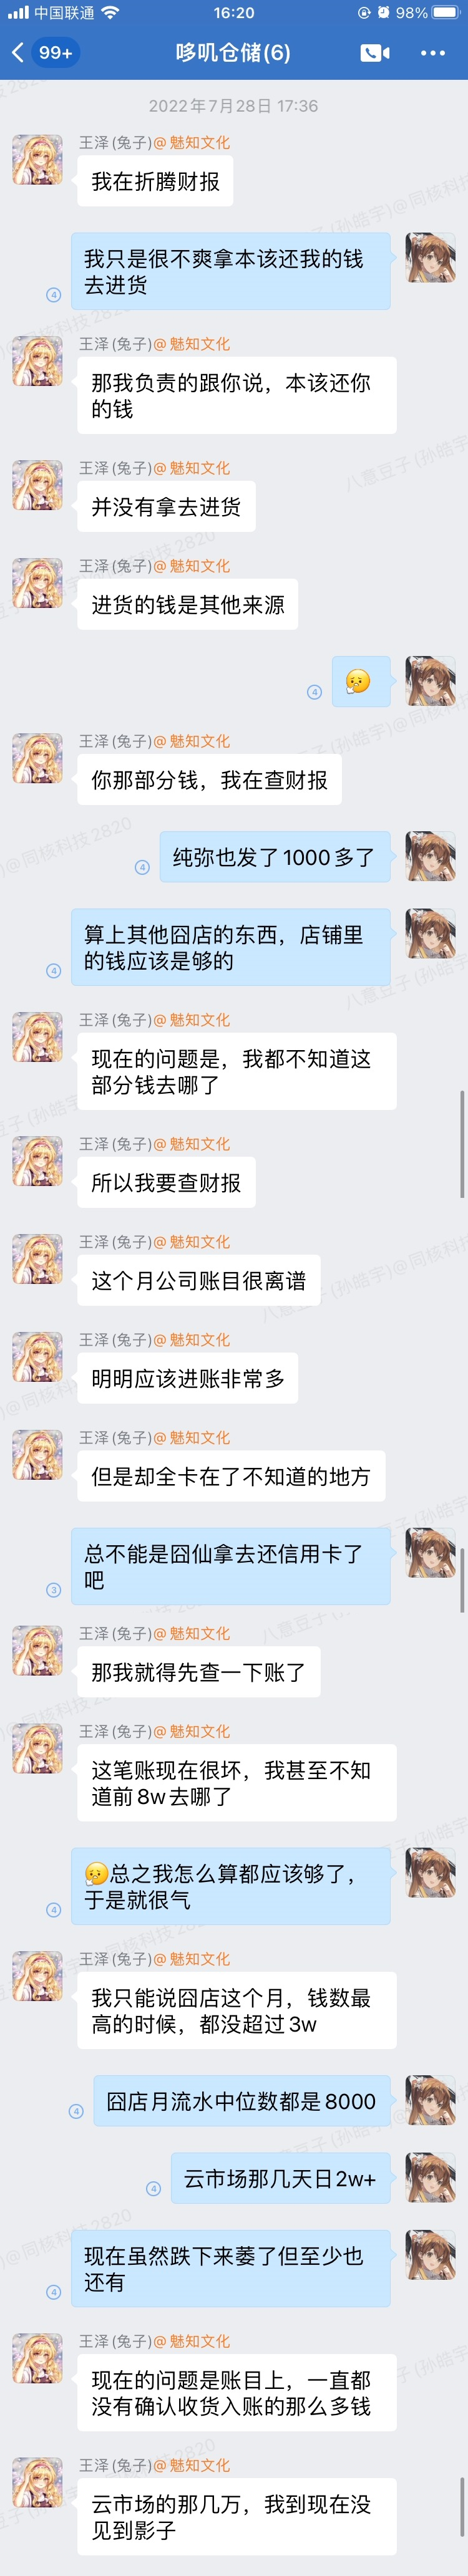 中国联通
16:20
98%
99+
哆叽仓储(6)
2022年7月28日 17:36
王泽(兔子)@魅知文化
我在折腾财报
我只是很不爽拿本该还我的钱
去进货
4
王泽(兔子)@魅知文化
那我负责的跟你说，本该还你
的钱
王泽(兔子)@魅知文化
并没有拿去进货
王泽(兔子)@魅知文化
进货的钱是其他来源
4
王泽(兔子)@魅知文化
你那部分钱，我在查财报
纯弥也发了1000多了
4
算上其他囧店的东西，店铺里
的钱应该是够的
4
王泽(兔子)@魅知文化
现在的问题是，我都不知道这
部分钱去哪了
王泽(兔子)@魅知文化
所以我要查财报
王泽(兔子)@魅知文化
这个月公司账目很离谱
王泽(兔子)@魅知文化
明明应该进账非常多
王泽(兔子)@魅知文化
但是却全卡在了不知道的地方
总不能是囧仙拿去还信用卡了
吧
3
王泽(兔子)@魅知文化
那我就得先查一下账了
王泽(兔子)@魅知文化
这笔账现在很坏，我甚至不知
道前8w去哪了
总之我怎么算都应该够了，
于是就很气
4
王泽(兔子)@魅知文化
我只能说囧店这个月，钱数最
高的时候，都没超过3w
囧店月流水中位数都是8000
4
云市场那几天日2w+
4
现在虽然跌下来萎了但至少也
还有
4
王泽(兔子)@魅知文化
现在的问题是账目上，一直都
没有确认收货入账的那么多钱
王泽(兔子)@魅知文化
云市场的那几万，我到现在没
见到影子
八意豆子(孙皓宇)@同核科技2820